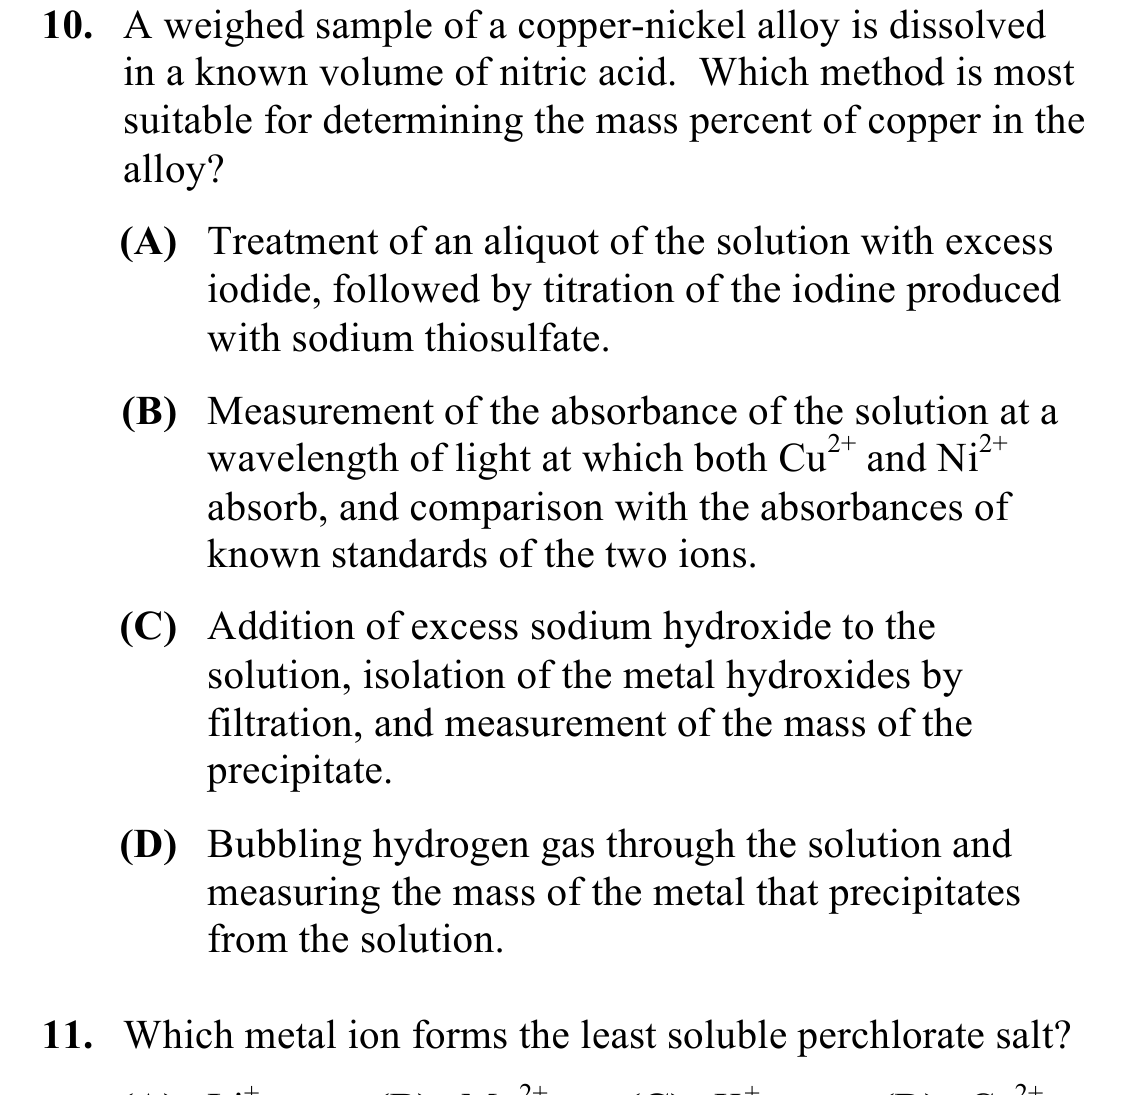 10. A weighed sample of a copper-nickel alloy is dissolved
in a known volume of nitric acid. Which method is most
suitable for determining the mass percent of copper in the
alloy?
(A) Treatment of an aliquot of the solution with excess
iodide, followed by titration of the iodine produced
with sodium thiosulfate.
(B) Measurement of the absorbance of the solution at a
wavelength of light at which both Cu²⁺ and Ni²⁺
absorb, and comparison with the absorbances of
known standards of the two ions.
(C) Addition of excess sodium hydroxide to the
solution, isolation of the metal hydroxides by
filtration, and measurement of the mass of the
precipitate.
(D) Bubbling hydrogen gas through the solution and
measuring the mass of the metal that precipitates
from the solution.
11. Which metal ion forms the least soluble perchlorate salt?